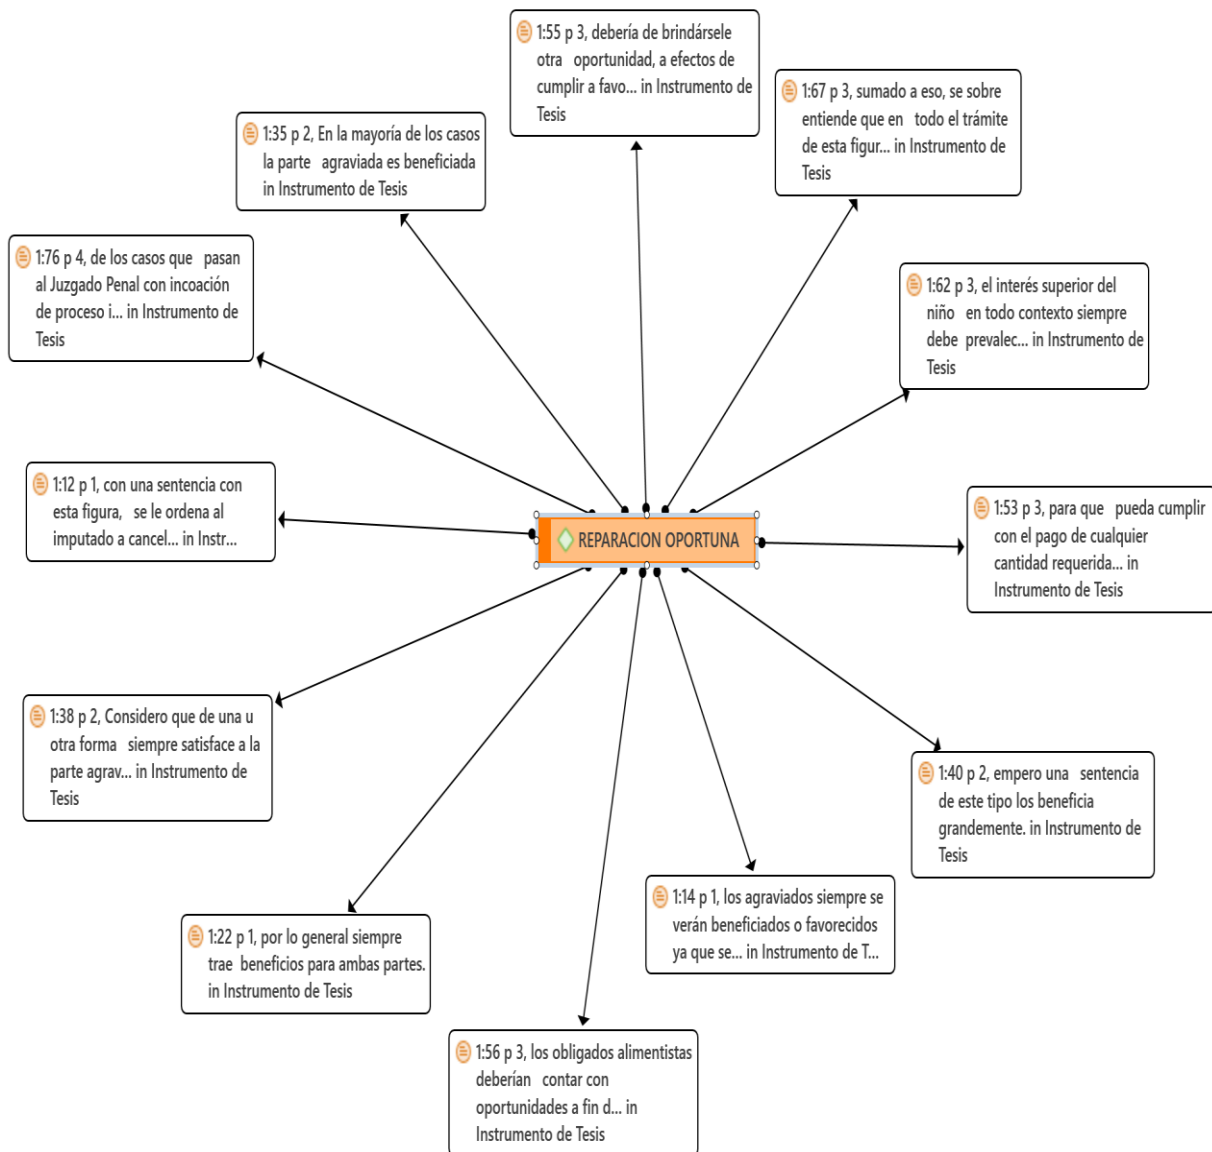 1:55 p 3, debería de brindársele
otra oportunidad, a efectos de
cumplir a favo... in Instrumento de
Tesis
1:67 p 3, sumado a eso, se sobre
entiende que en todo el trámite
de esta figur... in Instrumento de
Tesis
1:35 p 2, En la mayoría de los casos
la parte agraviada es beneficiada
in Instrumento de Tesis
1:76 p 4, de los casos que pasan
al Juzgado Penal con incoación
de proceso i... in Instrumento de
Tesis
1:62 p 3, el interés superior del
niño en todo contexto siempre
debe prevalec... in Instrumento de
Tesis
1:12 p 1, con una sentencia con
esta figura, se le ordena al
imputado a cancel... in Instr...
REPARACION OPORTUNA
1:53 p 3, para que pueda cumplir
con el pago de cualquier
cantidad requerida... in
Instrumento de Tesis
1:38 p 2, Considero que de una u
otra forma siempre satisface a la
parte agrav... in Instrumento de
Tesis
1:40 p 2, empero una sentencia
de este tipo los beneficia
grandemente. in Instrumento de
Tesis
1:14 p 1, los agraviados siempre se
verán beneficiados o favorecidos
ya que se... in Instrumento de T...
1:22 p 1, por lo general siempre
trae beneficios para ambas partes.
in Instrumento de Tesis
1:56 p 3, los obligados alimentistas
deberían contar con
oportunidades a fin d... in
Instrumento de Tesis